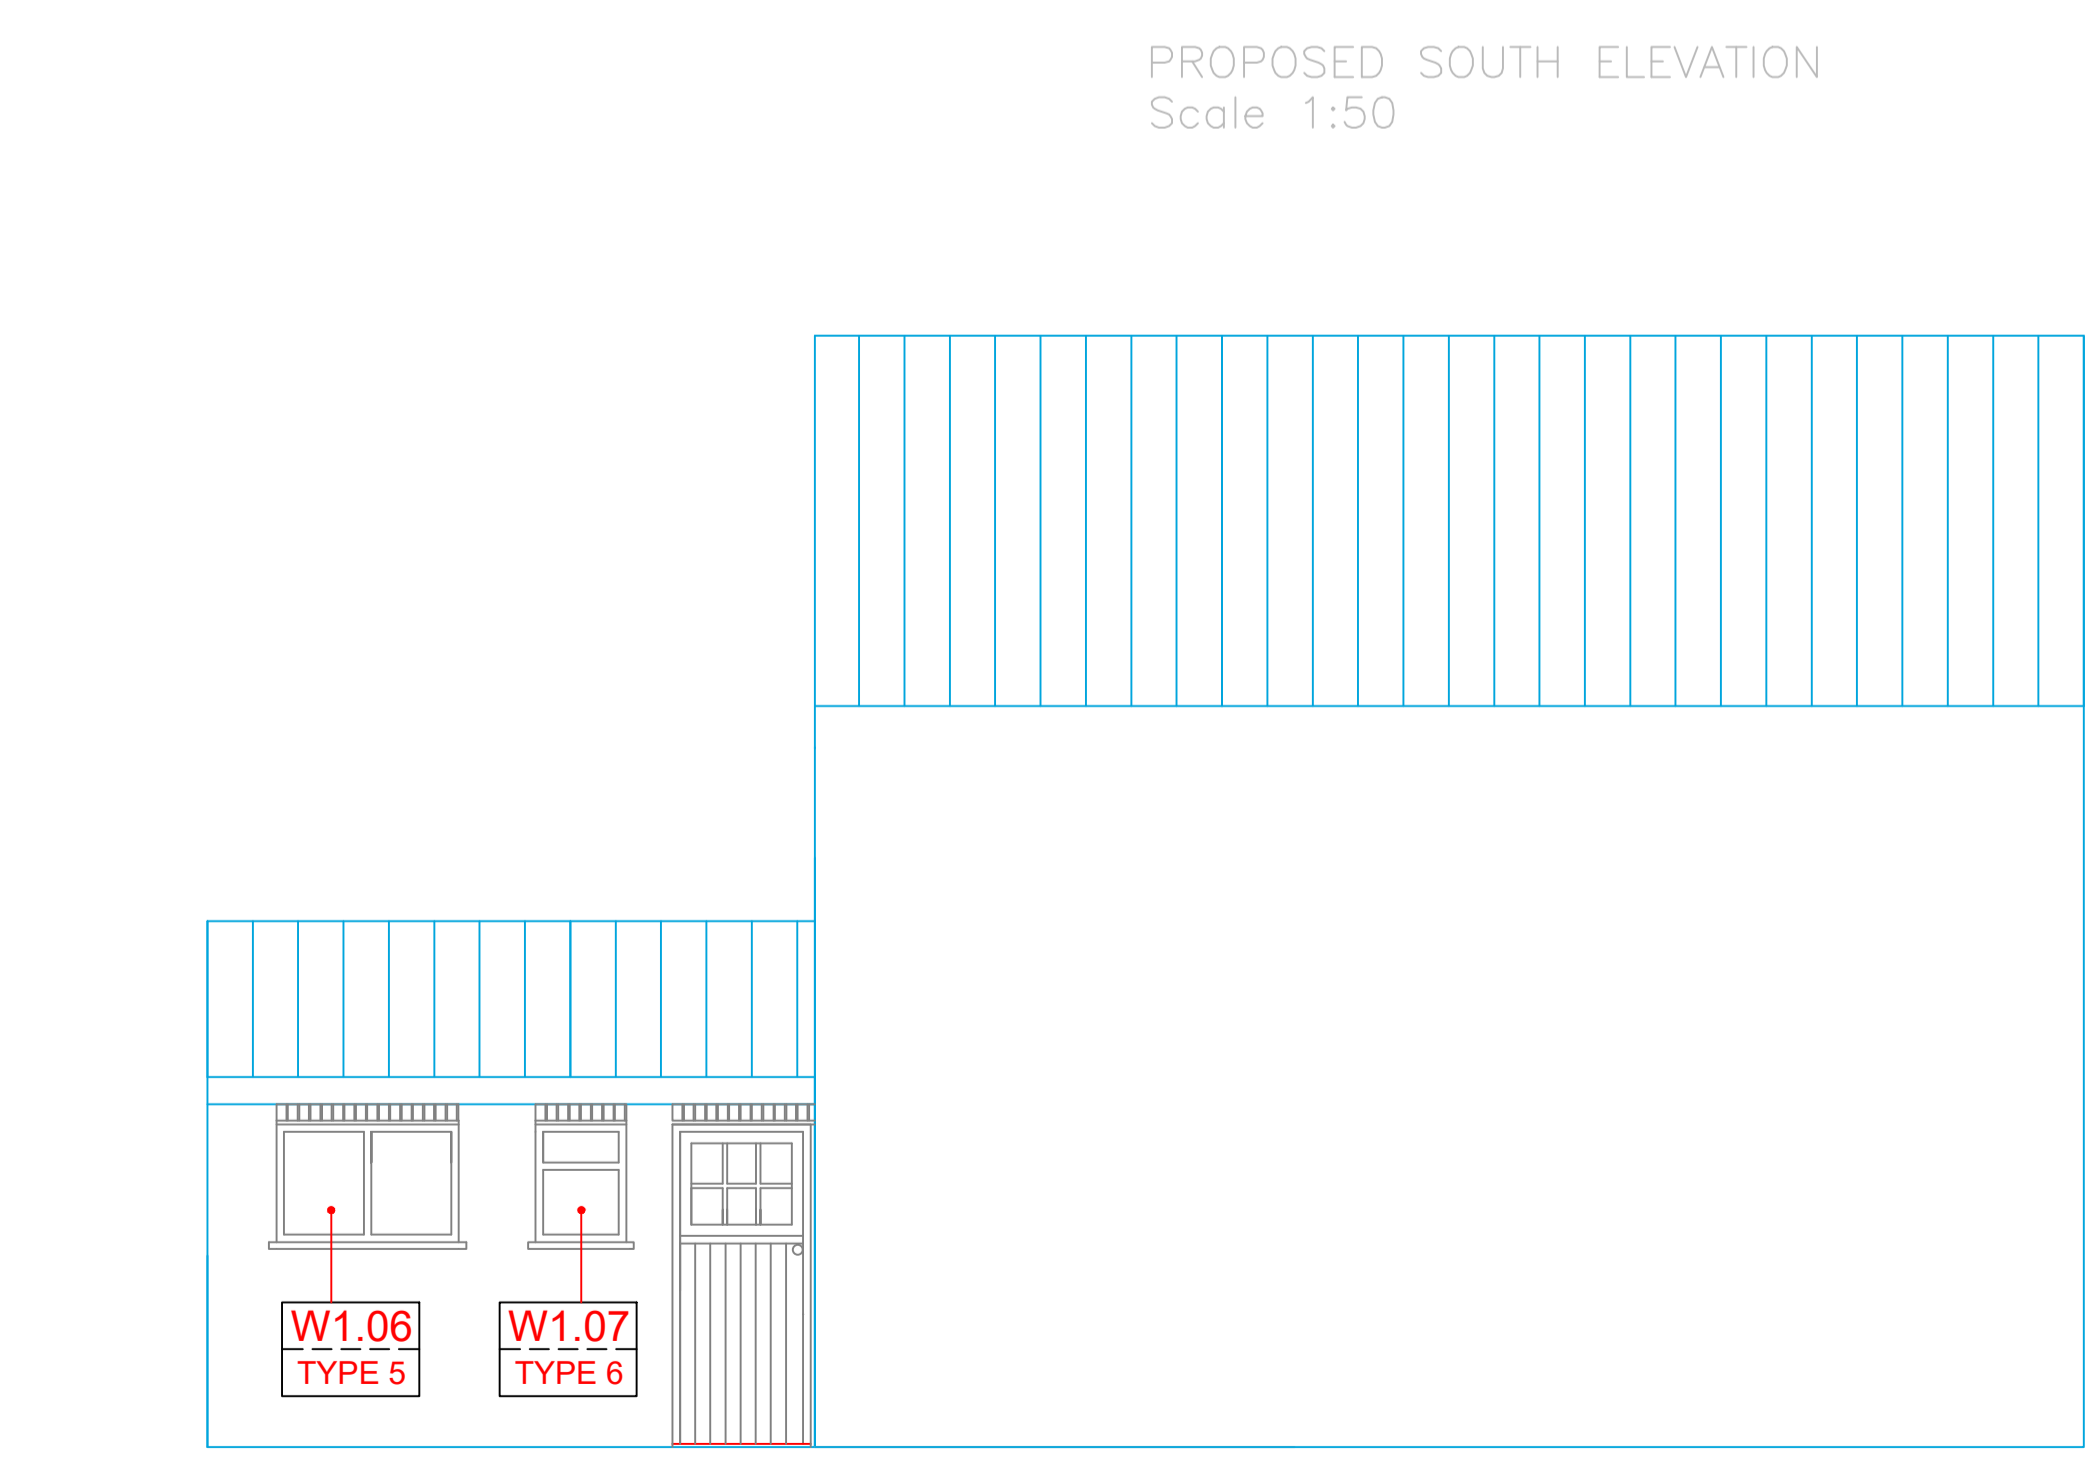 PROPOSED SOUTH ELEVATION
Scale 1:50
W1.06
TYPE 5
W1.07
TYPE 6